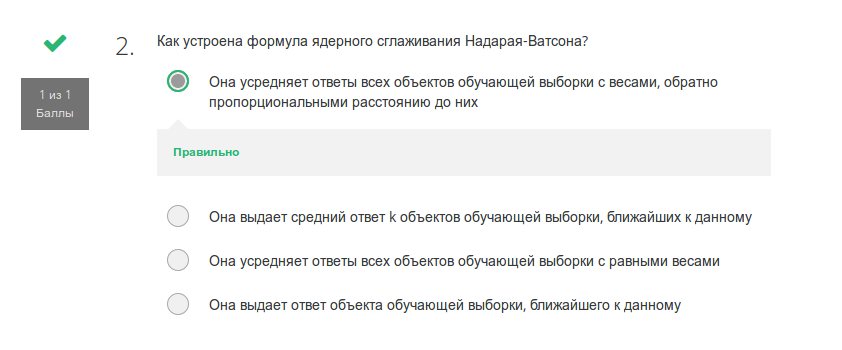 2.
Как устроена формула ядерного сглаживания Надарая-Ватсона?
1 из 1
Баллы
Она усредняет ответы всех объектов обучающей выборки с весами, обратно
пропорциональными расстоянию до них
Правильно
Она выдает средний ответ k объектов обучающей выборки, ближайших к данному
Она усредняет ответы всех объектов обучающей выборки с равными весами
Она выдает ответ объекта обучающей выборки, ближайшего к данному